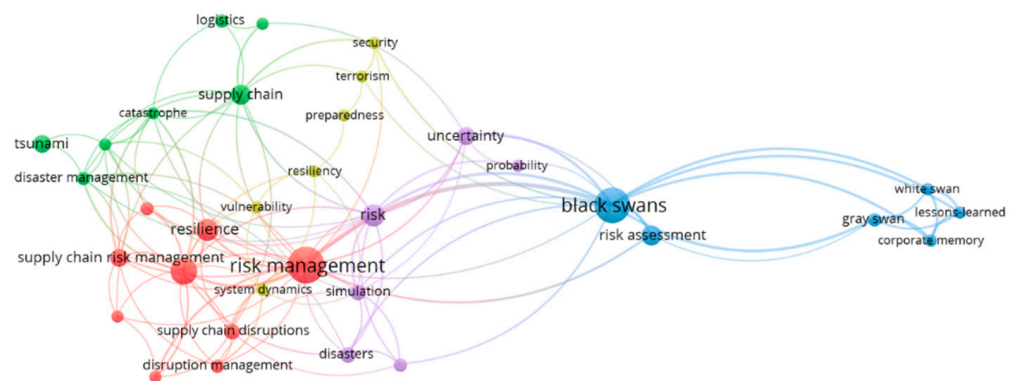 logistics
security
terrorism
supply chain
catastrophe
preparedness
uncertainty
tsunami
probability
resiliency
disaster management
white swan
vulnerability
black swans
lessons-learned
risk
gray swan
resilience
risk assessment
corporate memory
supply chain risk management
risk management
system dynamics
simulation
supply chain disruptions
disasters
disruption management